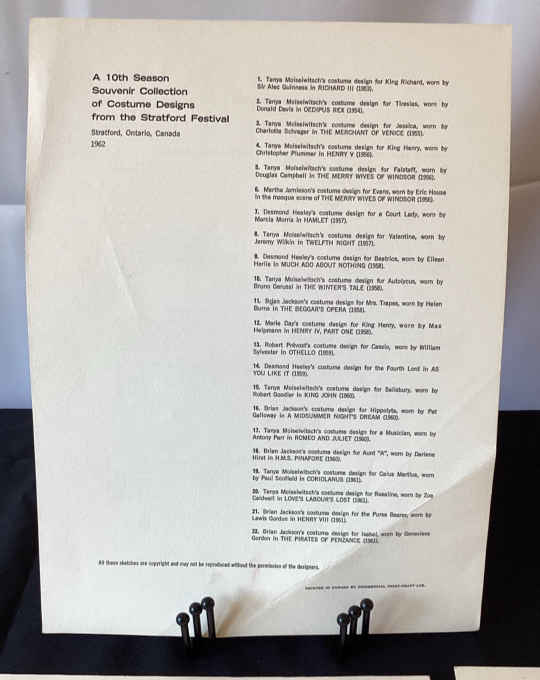 A 10th Season
Souvenir Collection
of Costume Designs
from the Stratford Festival
Stratford, Ontario, Canada
1962
1. Tanya Moiseiwitsch's costume design for King Richard, worn by
Sir Alec Guinness in RICHARD III (1953).
2. Tanya Moiseiwitsch's costume design for Tiresias, worn by
Donald Davis in OEDIPUS REX (1954).
3. Tanya Moiseiwitsch's costume design for Jessica, worn by
Charlotte Schrager in THE MERCHANT OF VENICE (1955).
4. Tanya Moiseiwitsch's costume design for King Henry, worn by
Christopher Plummer in HENRY V (1956).
5. Tanya Moiseiwitsch's costume design for Falstaff, worn by
Douglas Campbell in THE MERRY WIVES OF WINDSOR (1956).
6. Martha Jamieson's costume design for Evans, worn by Eric House
in the masque scene of THE MERRY WIVES OF WINDSOR (1956).
7. Desmond Heeley's costume design for a Court Lady, worn by
Marcia Morris in HAMLET (1957).
8. Tanya Moiseiwitsch's costume design for Valentine, worn by
Jeremy Wilkin in TWELFTH NIGHT (1957).
9. Desmond Heeley's costume design for Beatrice, worn by Eileen
Herlie in MUCH ADO ABOUT NOTHING (1958).
10. Tanya Moiseiwitsch's costume design for Autolycus, worn by
Bruno Gerussi in THE WINTER'S TALE (1958).
11. Brian Jackson's costume design for Mrs. Trapes, worn by Helen
Burns in THE BEGGAR'S OPERA (1958).
12. Marie Day's costume design for King Henry, worn by Max
Helpmann in HENRY IV, PART ONE (1958).
13. Robert Prévost's costume design for Cassio, worn by William
Sylvester in OTHELLO (1959).
14. Desmond Heeley's costume design for the Fourth Lord in AS
YOU LIKE IT (1959).
15. Tanya Moiseiwitsch's costume design for Salisbury, worn by
Robert Goodier in KING JOHN (1960).
16. Brian Jackson's costume design for Hippolyta, worn by Pat
Galloway in A MIDSUMMER NIGHT'S DREAM (1960).
17. Tanya Moiseiwitsch's costume design for a Musician, worn by
Antony Parr in ROMEO AND JULIET (1960).
18. Brian Jackson's costume design for Aunt "A", worn by Darlene
Hirst in H.M.S. PINAFORE (1960).
19. Tanya Moiseiwitsch's costume design for Caius Martius, worn
by Paul Scofield in CORIOLANUS (1961).
20. Tanya Moiseiwitsch's costume design for Rosaline, worn by Zoe
Caldwell in LOVE'S LABOUR'S LOST (1961).
21. Brian Jackson's costume design for the Purse Bearer, worn by
Lewis Gordon in HENRY VIII (1961).
22. Brian Jackson's costume design for Isabel, worn by Genevieve
Gordon in THE PIRATES OF PENZANCE (1961).
All these sketches are copyright and may not be reproduced without the permission of the designers.
PRINTED IN CANADA BY COMMERCIAL PRINT-CRAFT LTD.